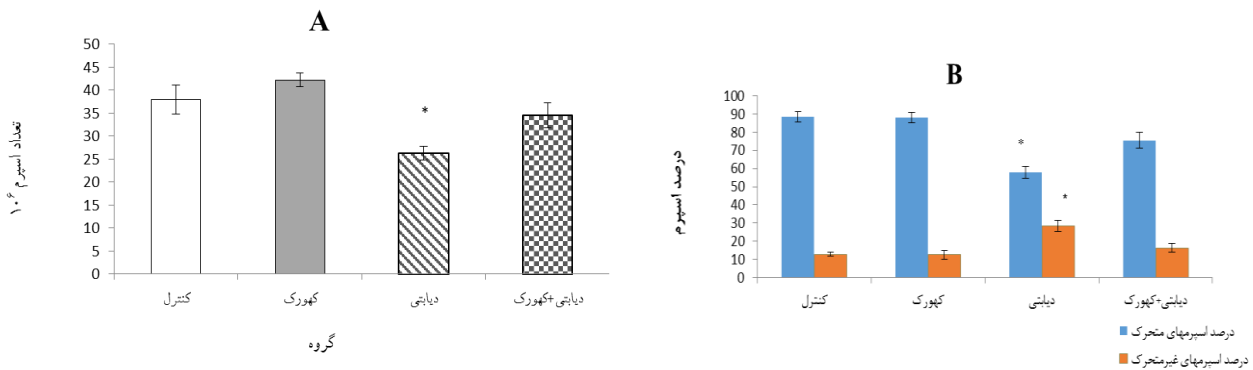 A
50
45
40
35
30
25
20
15
10
5
0
تعداد اسپرم ۱۰^۶
*
کنترل
کهورک
دیابتی
دیابتی+کهورک
گروه
B
100
90
80
70
60
50
40
30
20
10
0
درصد اسپرم
*
*
کنترل
کهورک
دیابتی
دیابتی+کهورک
درصد اسپرمهای متحرک
درصد اسپرمهای غیرمتحرک